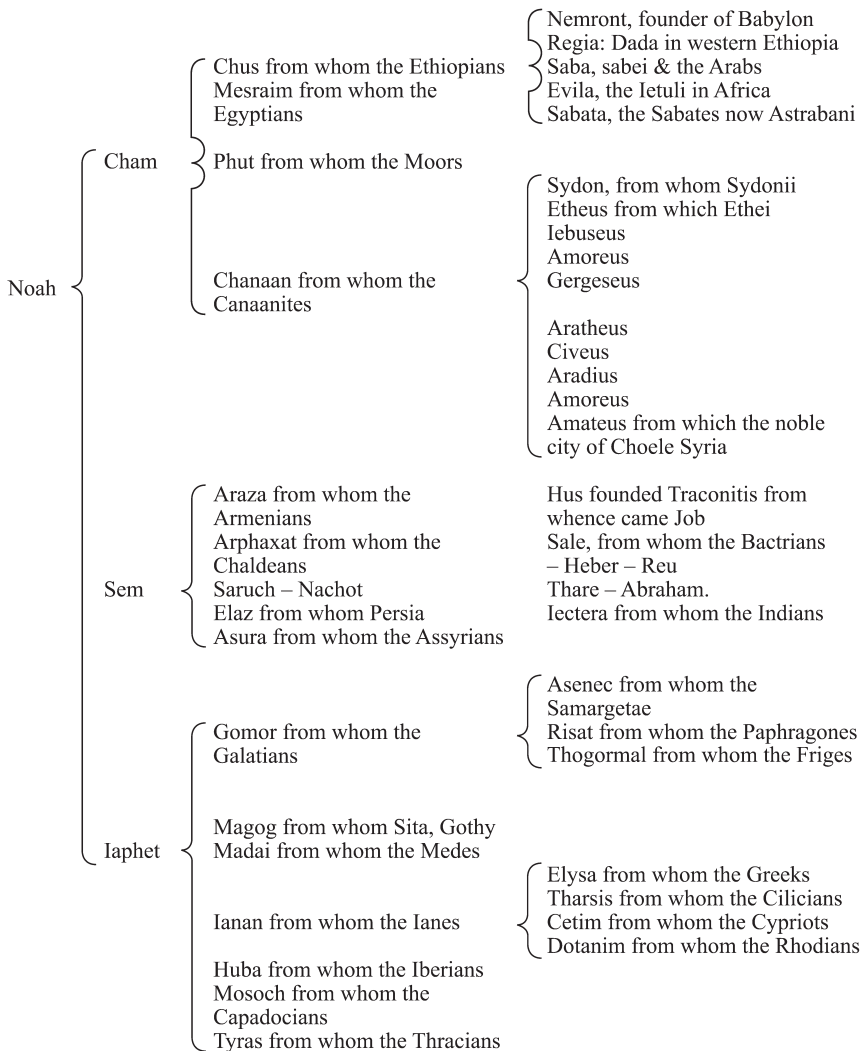 Noah
Cham
Chus from whom the Ethiopians
Mesraim from whom the
Egyptians
Phut from whom the Moors
Chanaan from whom the
Canaanites
Nemront, founder of Babylon
Regia: Dada in western Ethiopia
Saba, sabei & the Arabs
Evila, the Ietuli in Africa
Sabata, the Sabates now Astrabani
Sydon, from whom Sydonii
Etheus from which Ethei
Iebuseus
Amoreus
Gergeseus
Aratheus
Civeus
Aradius
Amoreus
Amateus from which the noble
city of Choele Syria
Sem
Araza from whom the
Armenians
Arphaxat from whom the
Chaldeans
Saruch – Nachot
Elaz from whom Persia
Asura from whom the Assyrians
Hus founded Traconitis from
whence came Job
Sale, from whom the Bactrians
– Heber – Reu
Thare – Abraham.
Iectera from whom the Indians
Iaphet
Gomor from whom the
Galatians
Asenec from whom the
Samargetae
Risat from whom the Paphragones
Thogormal from whom the Friges
Magog from whom Sita, Gothy
Madai from whom the Medes
Ianan from whom the Ianes
Elysa from whom the Greeks
Tharsis from whom the Cilicians
Cetim from whom the Cypriots
Dotanim from whom the Rhodians
Huba from whom the Iberians
Mosoch from whom the
Capadocians
Tyras from whom the Thracians